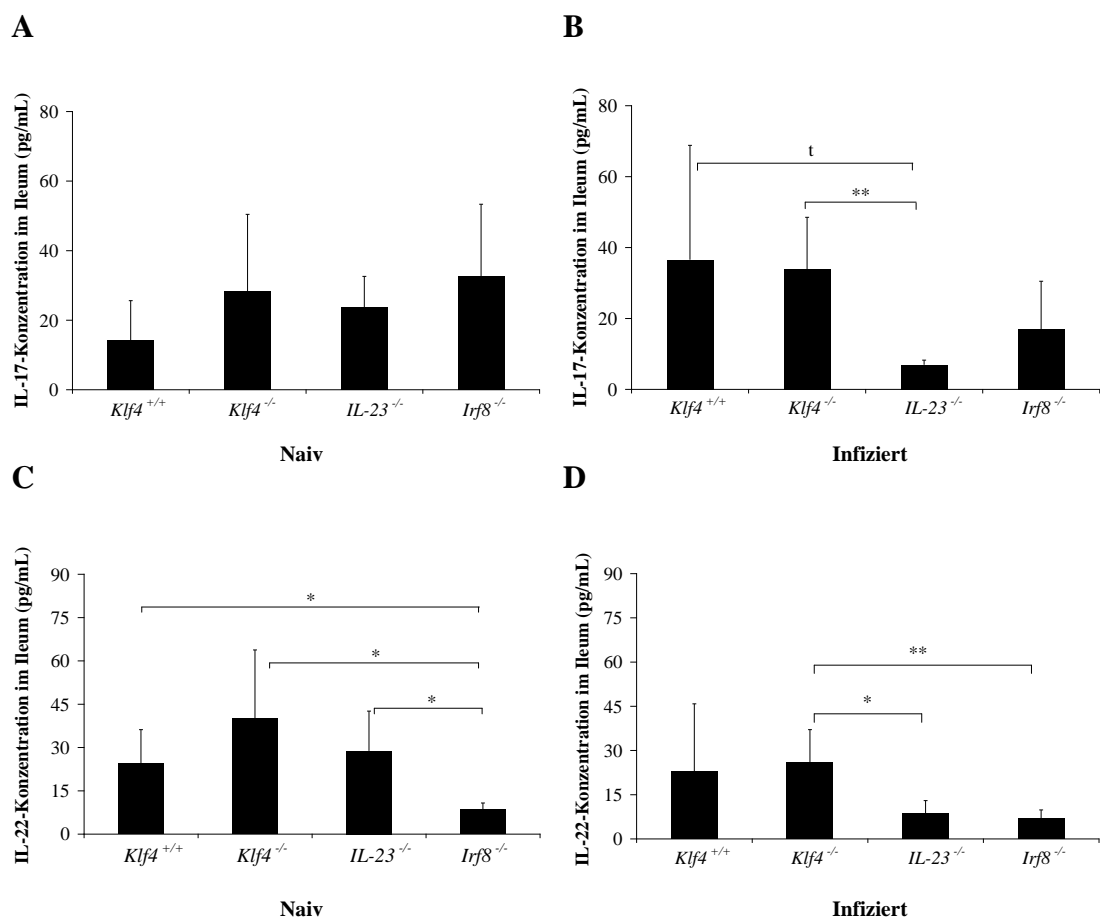 A
B
IL-17-Konzentration im Ileum (pg/mL)
80
60
40
20
0
Klf4 +/+
Klf4 -/-
IL-23 -/-
Irf8 -/-
Naiv
IL-17-Konzentration im Ileum (pg/mL)
80
60
40
20
0
t
**
Klf4 +/+
Klf4 -/-
IL-23 -/-
Irf8 -/-
Infiziert
C
D
IL-22-Konzentration im Ileum (pg/mL)
90
75
60
45
30
15
0
*
*
*
Klf4 +/+
Klf4 -/-
IL-23 -/-
Irf8 -/-
Naiv
IL-22-Konzentration im Ileum (pg/mL)
90
75
60
45
30
15
0
**
*
Klf4 +/+
Klf4 -/-
IL-23 -/-
Irf8 -/-
Infiziert